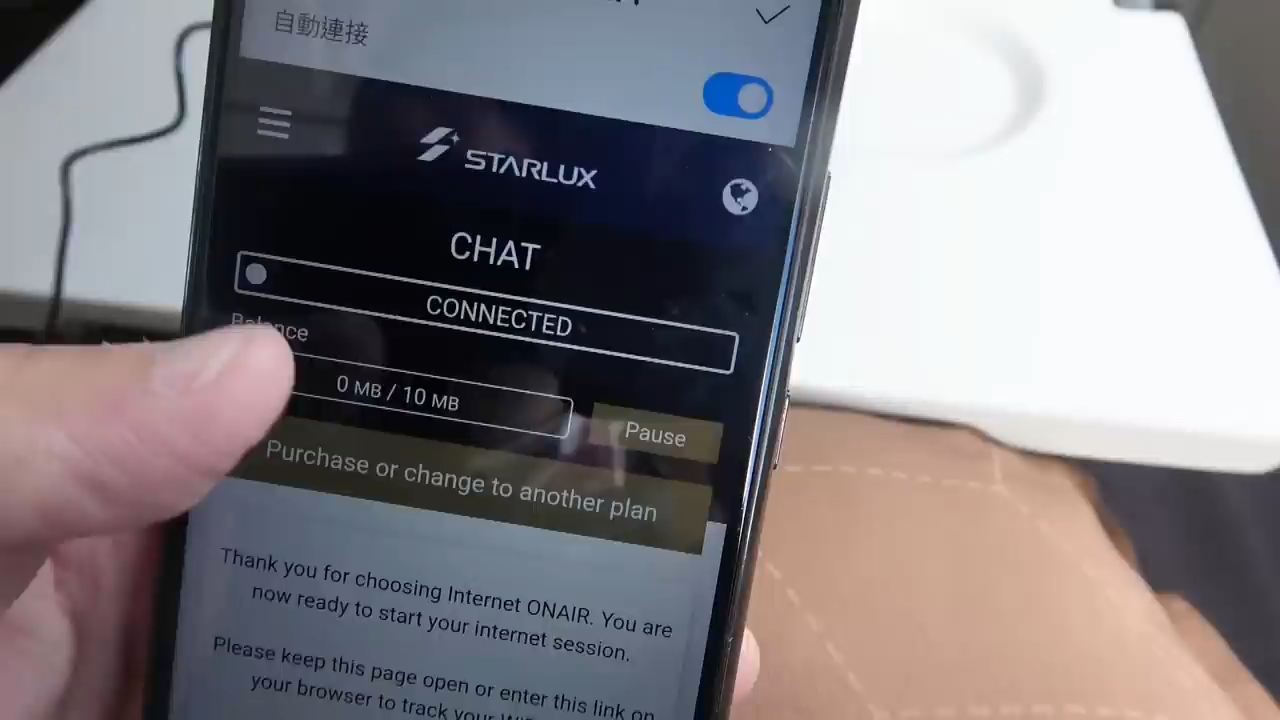 自動連接
STARLUX
CHAT
CONNECTED
Balance
0 MB / 10 MB
Pause
Purchase or change to another plan
Thank you for choosing Internet ONAIR. You are
now ready to start your internet session.
Please keep this page open or enter this link on
your browser to track your